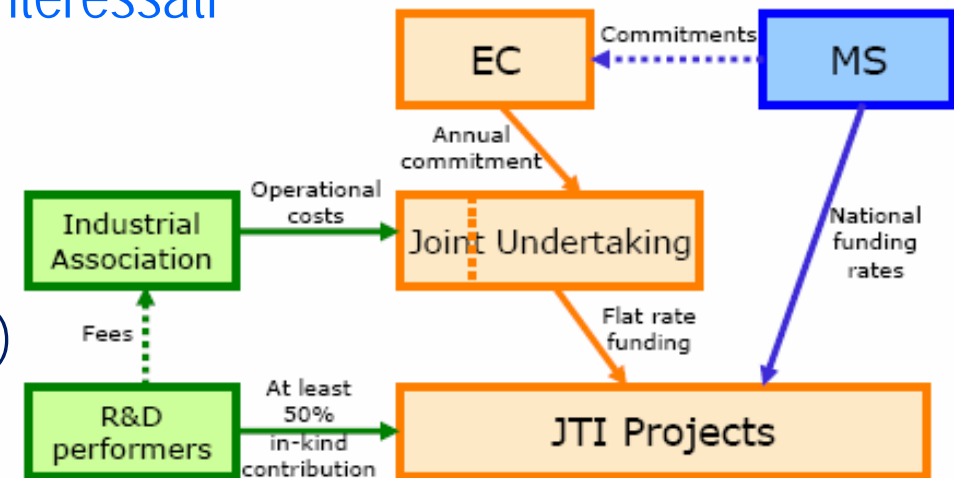 nteressati
EC
Commitments
MS
Annual
commitment
Operational
costs
Industrial
Association
Joint Undertaking
National
funding
rates
Fees
Flat rate
funding
)
R&D
performers
At least
50%
in-kind
contribution
JTI Projects